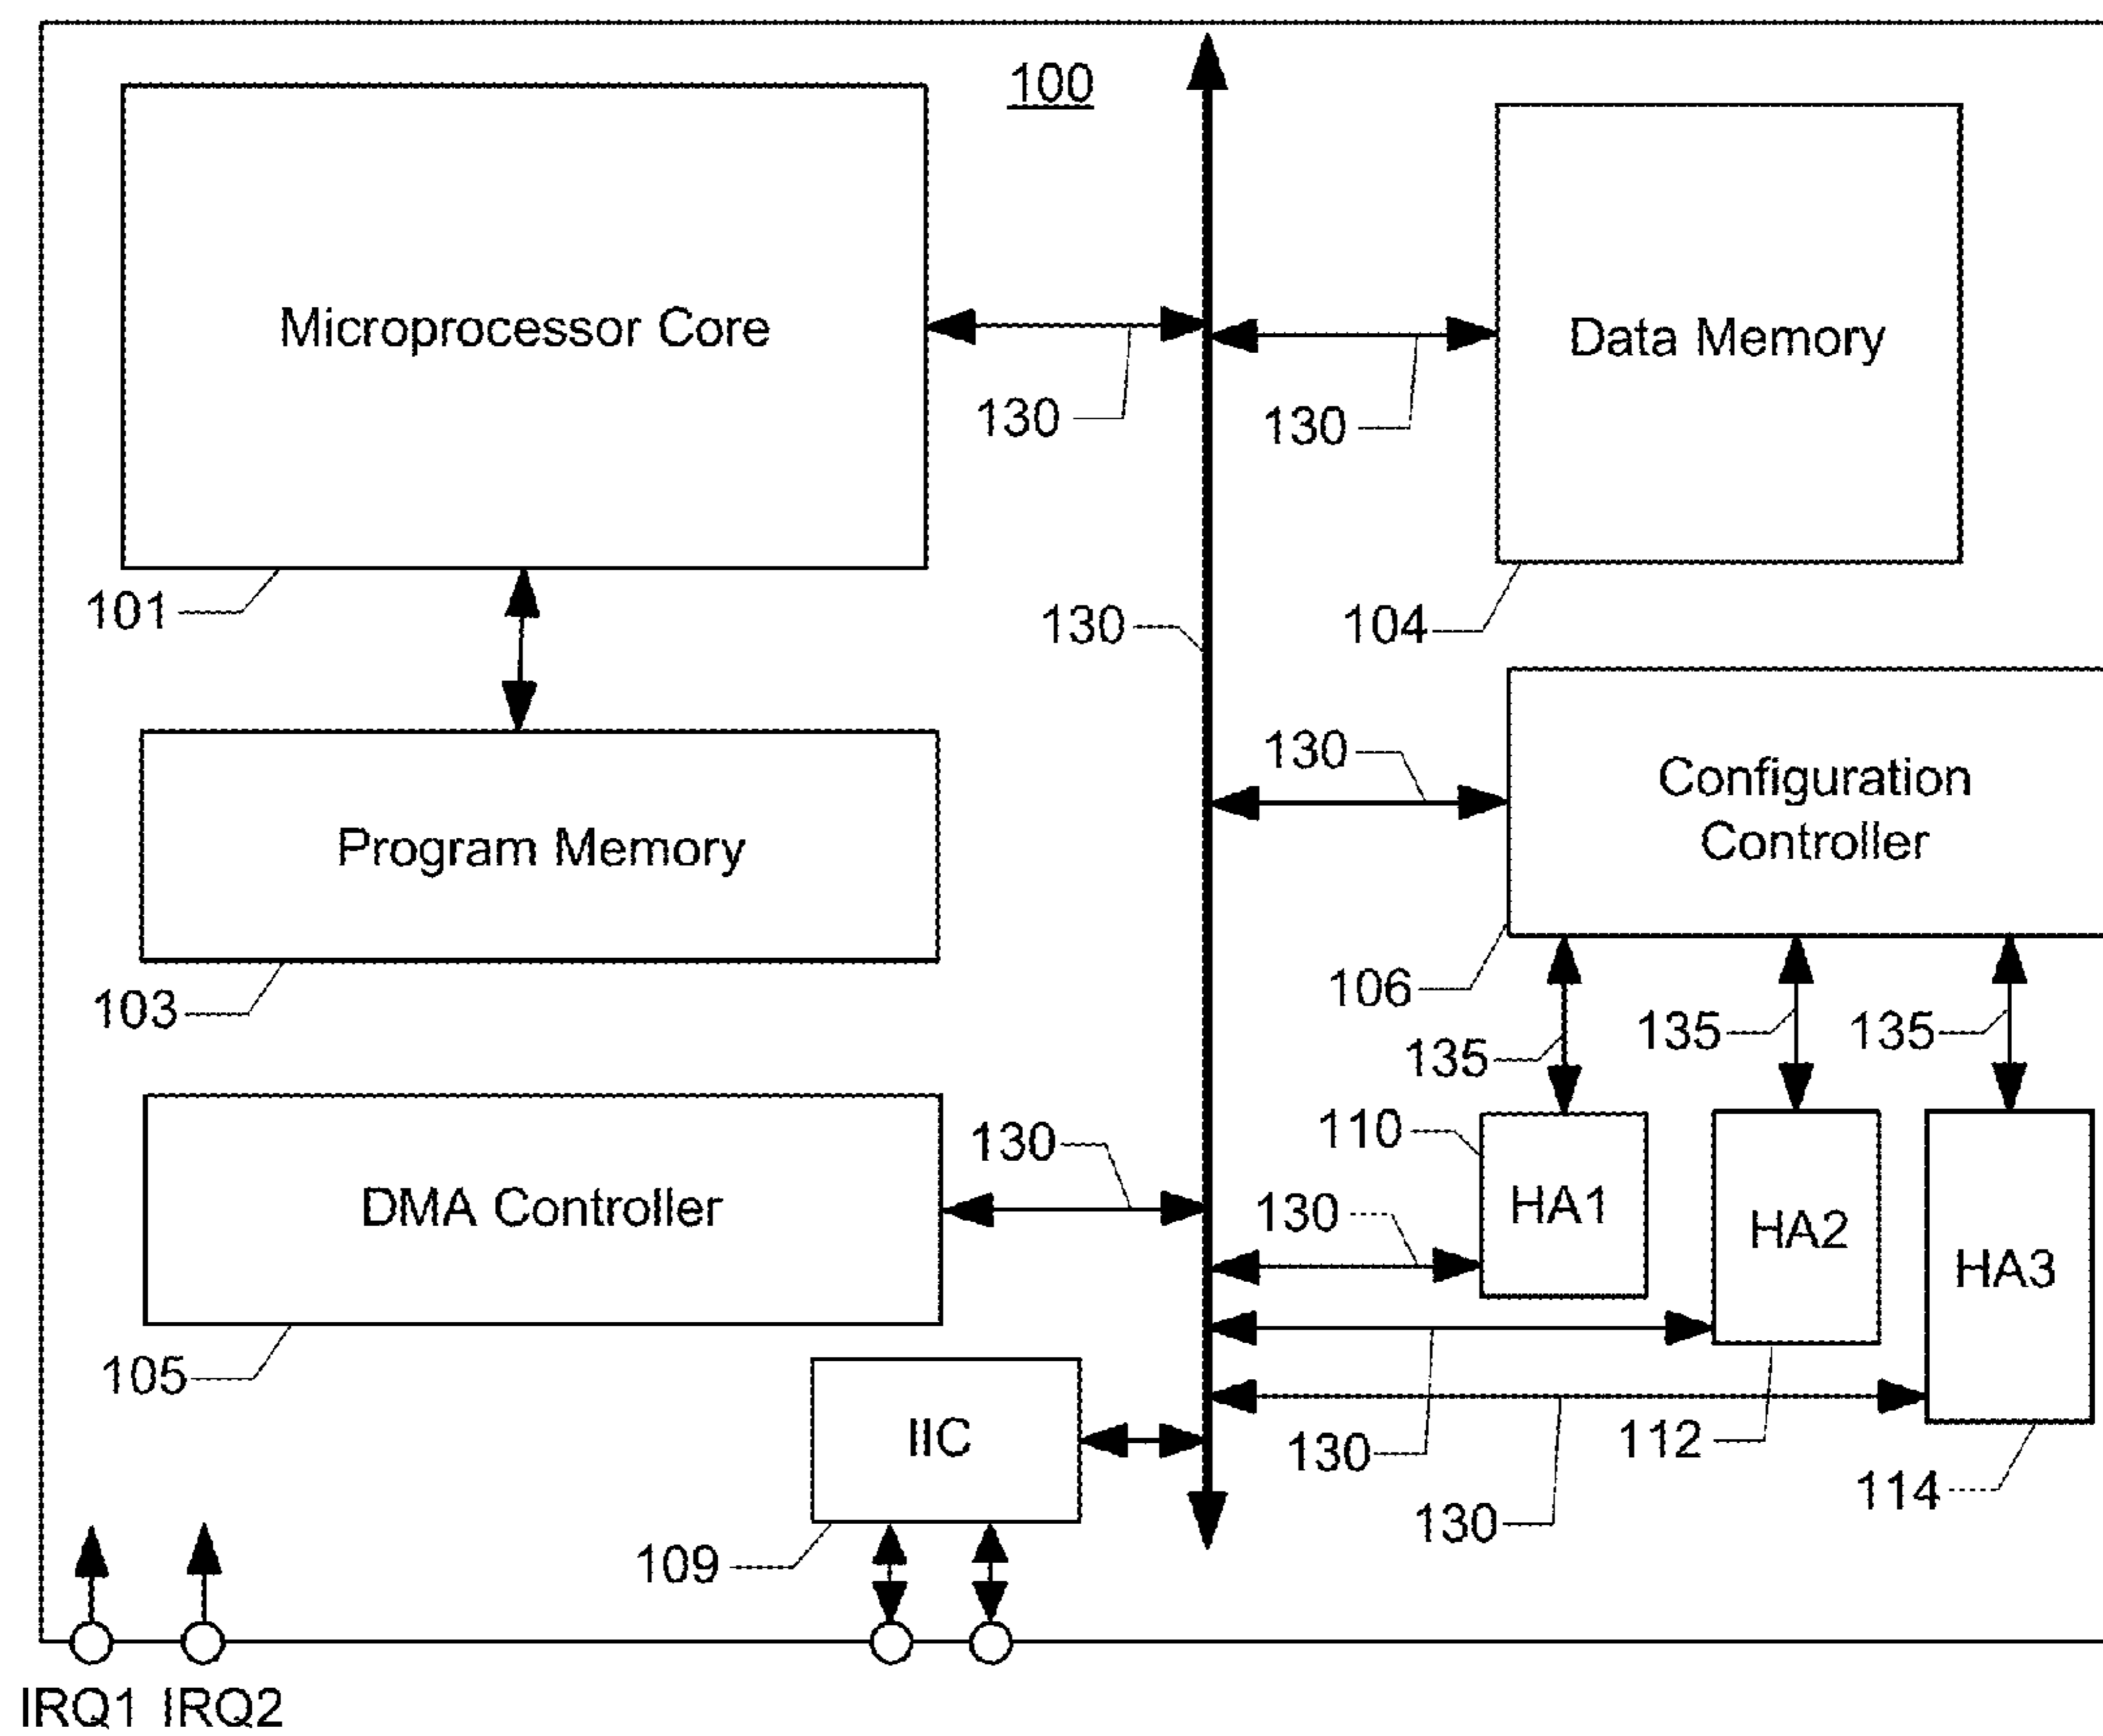 100
Microprocessor Core
Data Memory
130
130
101
130
104
130
Configuration
Controller
Program Memory
103
106
135
135
135
110
130
DMA Controller
130
HA1
HA2
HA3
105
IIC
130
112
114
130
109
IRQ1 IRQ2